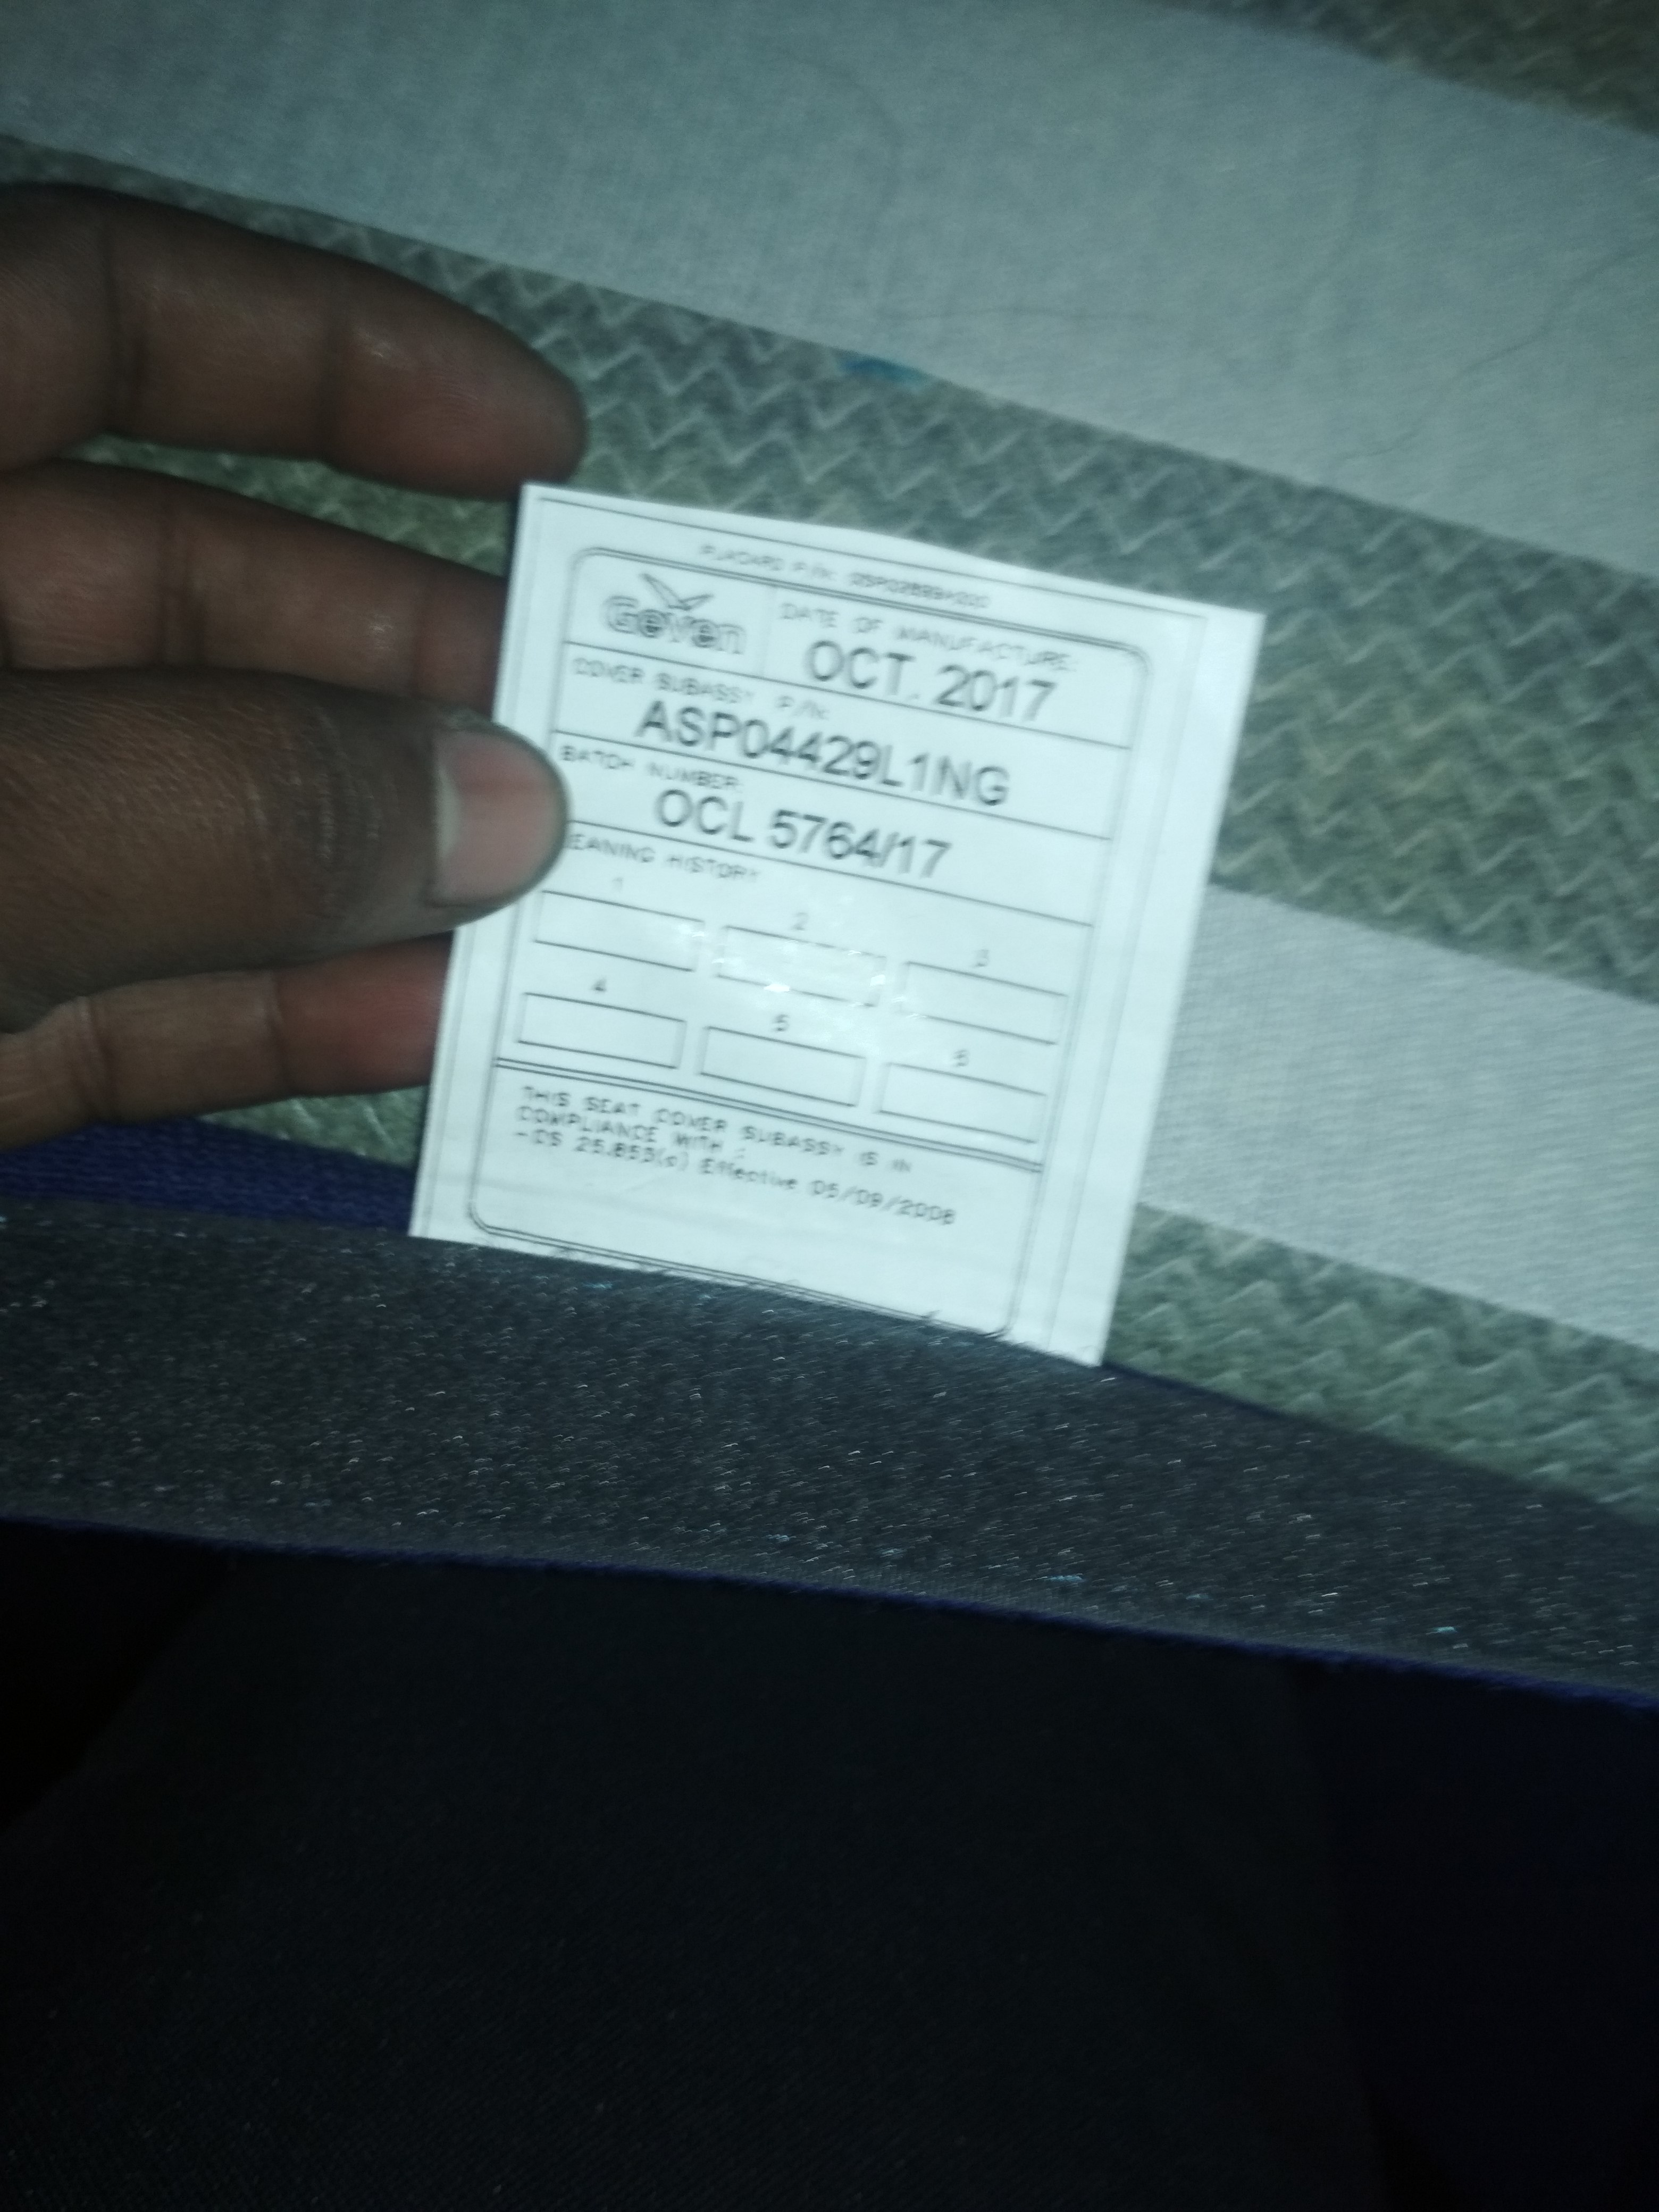 PLACARD P/N:
Geven
DATE OF MANUFACTURE:
OCT. 2017
COVER SUBASSY P/N:
ASP04429L1NG
BATCH NUMBER:
OCL 5764/17
EANING HISTORY
1 2 3
4 5 6
THIS SEAT COVER SUBASSY IS IN
COMPLIANCE WITH :
-CS 25.853(c) Effective 05/09/2008